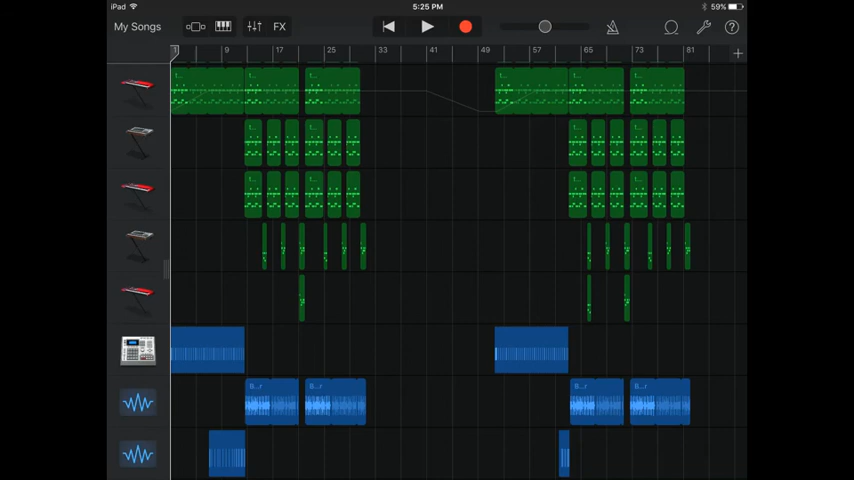 iPad 5:25 PM 59%
My Songs FX ?
1 9 17 25 33 41 49 57 65 73 81 +
t... t... t... t... t... t...
t... t... t... t...
t... t... t... t...
B...r B...r B...r B...r